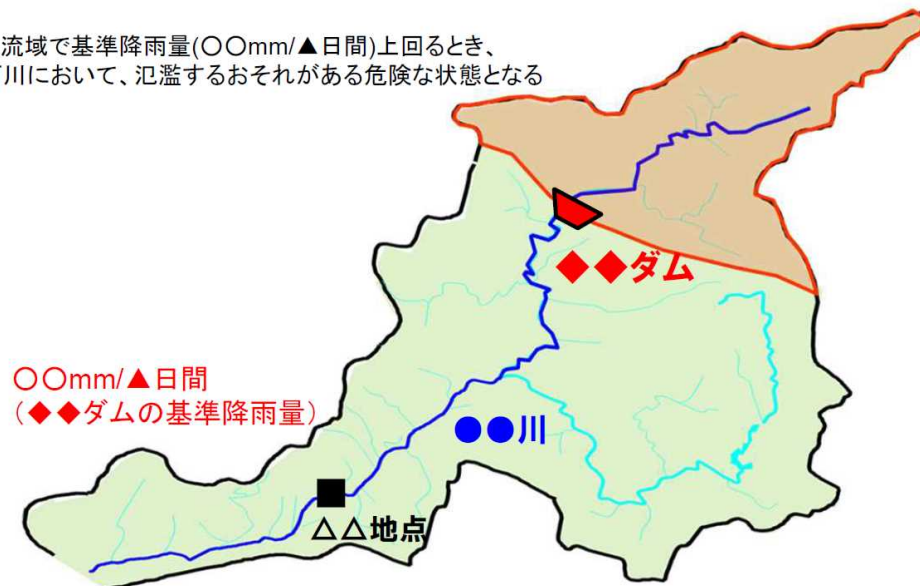 流域で基準降雨量(〇〇mm/▲日間)上回るとき、
川において、氾濫するおそれがある危険な状態となる
◆◆ダム
〇〇mm/▲日間
(◆◆ダムの基準降雨量)
●●川
△△地点